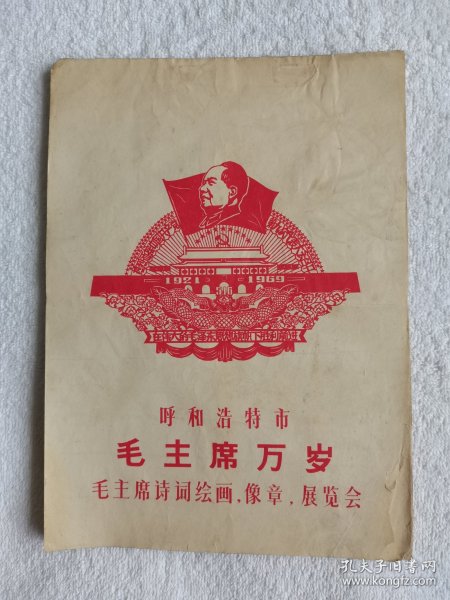 1921 1969
呼和浩特市
毛主席万岁
毛主席诗词绘画，像章，展览会
孔夫子旧书网
www.kongfz.com